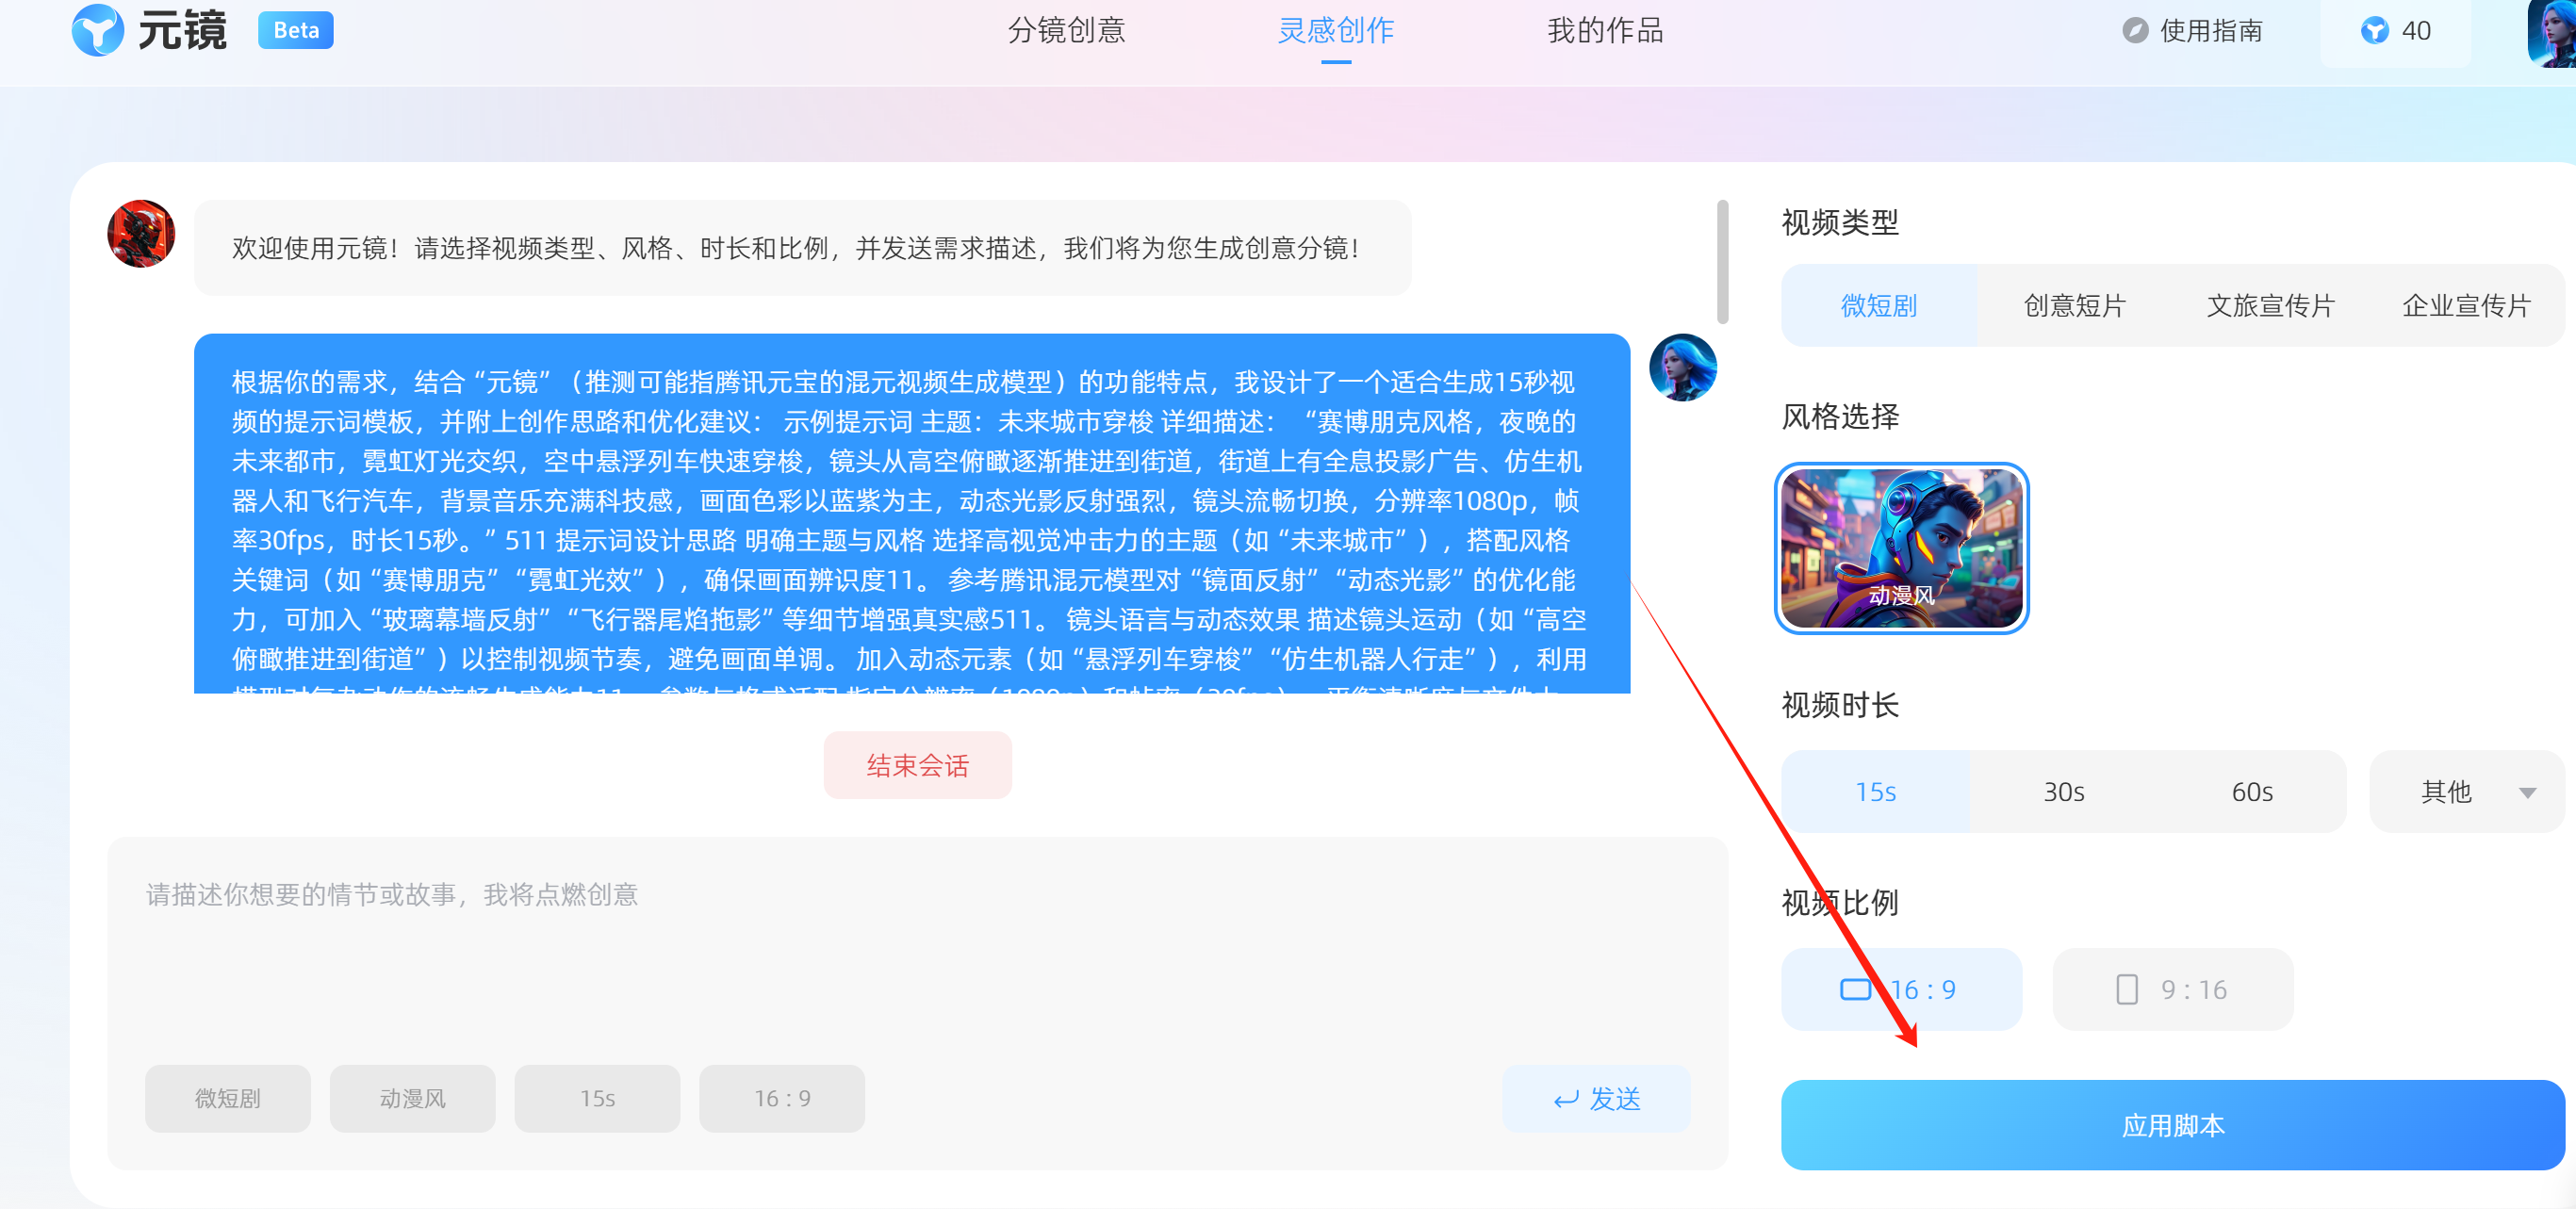 元镜 Beta
分镜创意 灵感创作 我的作品
使用指南 40
欢迎使用元镜！请选择视频类型、风格、时长和比例，并发送需求描述，我们将为您生成创意分镜！
根据你的需求，结合“元镜”（推测可能指腾讯元宝的混元视频生成模型）的功能特点，我设计了一个适合生成15秒视
频的提示词模板，并附上创作思路和优化建议： 示例提示词 主题：未来城市穿梭 详细描述： “赛博朋克风格，夜晚的
未来都市，霓虹灯光交织，空中悬浮列车快速穿梭，镜头从高空俯瞰逐渐推进到街道，街道上有全息投影广告、仿生机
器人和飞行汽车，背景音乐充满科技感，画面色彩以蓝紫为主，动态光影反射强烈，镜头流畅切换，分辨率1080p，帧
率30fps，时长15秒。”511 提示词设计思路 明确主题与风格 选择高视觉冲击力的主题（如“未来城市”），搭配风格
关键词（如“赛博朋克”“霓虹光效”），确保画面辨识度11。 参考腾讯混元模型对“镜面反射”“动态光影”的优化能
力，可加入“玻璃幕墙反射”“飞行器尾焰拖影”等细节增强真实感511。 镜头语言与动态效果 描述镜头运动（如“高空
俯瞰推进到街道”）以控制视频节奏，避免画面单调。 加入动态元素（如“悬浮列车穿梭”“仿生机器人行走”），利用
结束会话
请描述你想要的情节或故事，我将点燃创意
微短剧 动漫风 15s 16 : 9
发送
视频类型
微短剧 创意短片 文旅宣传片 企业宣传片
风格选择
动漫风
视频时长
15s 30s 60s 其他
视频比例
16 : 9 9 : 16
应用脚本